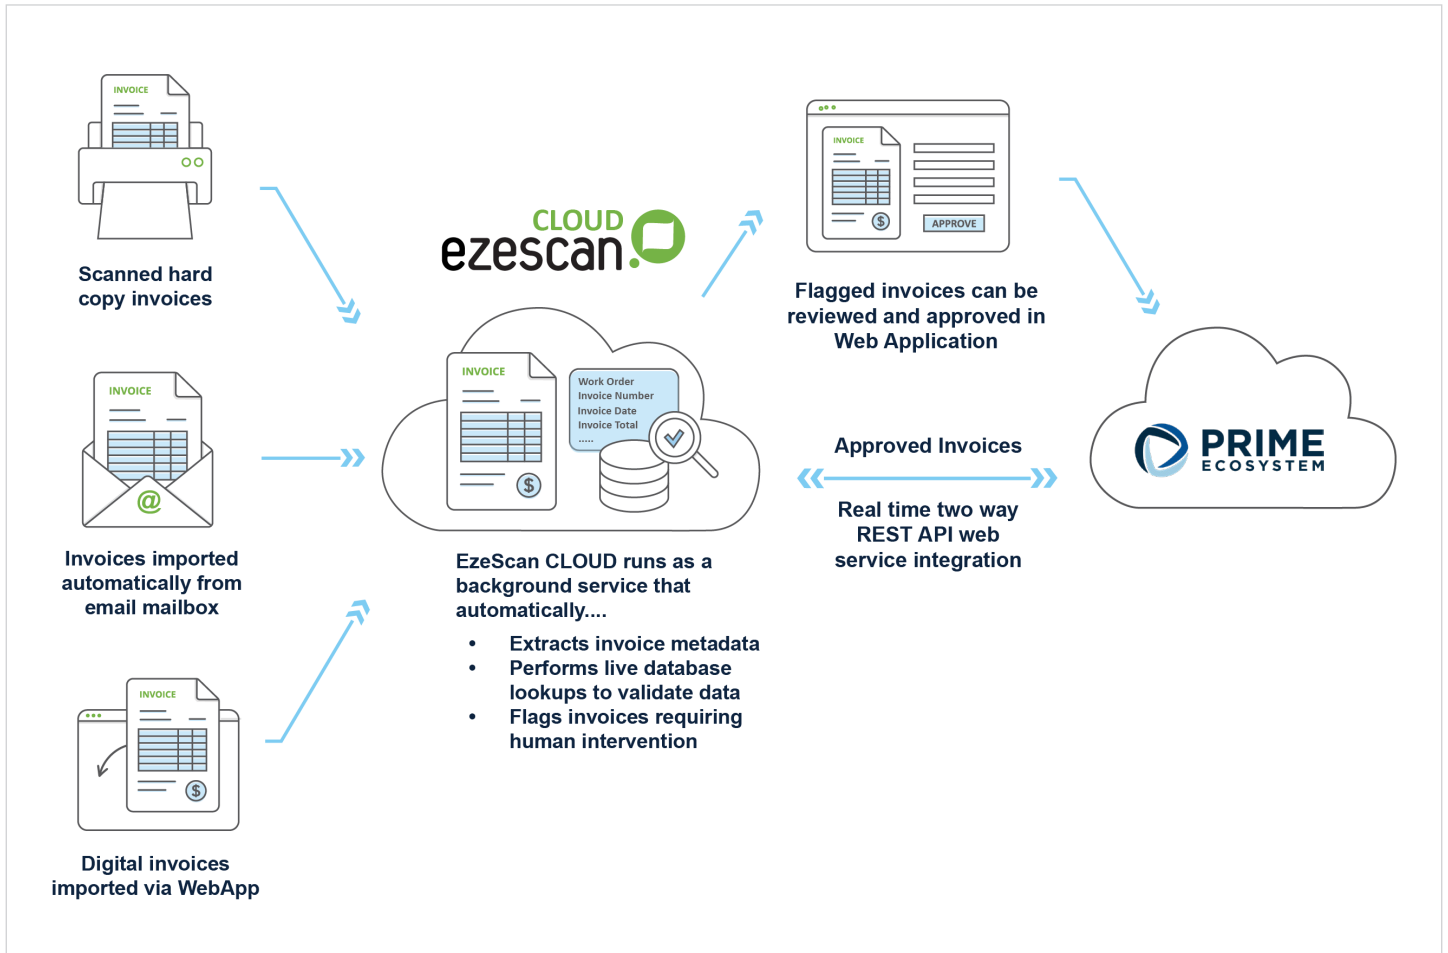 INVOICE
Scanned hard
copy invoices
INVOICE
@
Invoices imported
automatically from
email mailbox
INVOICE
$
Digital invoices
imported via WebApp
CLOUD
ezescan
INVOICE
$
Work Order
Invoice Number
Invoice Date
Invoice Total
.....
EzeScan CLOUD runs as a
background service that
automatically....
• Extracts invoice metadata
• Performs live database
lookups to validate data
• Flags invoices requiring
human intervention
INVOICE
$
APPROVE
Flagged invoices can be
reviewed and approved in
Web Application
Approved Invoices
Real time two way
REST API web
service integration
PRIME
ECOSYSTEM